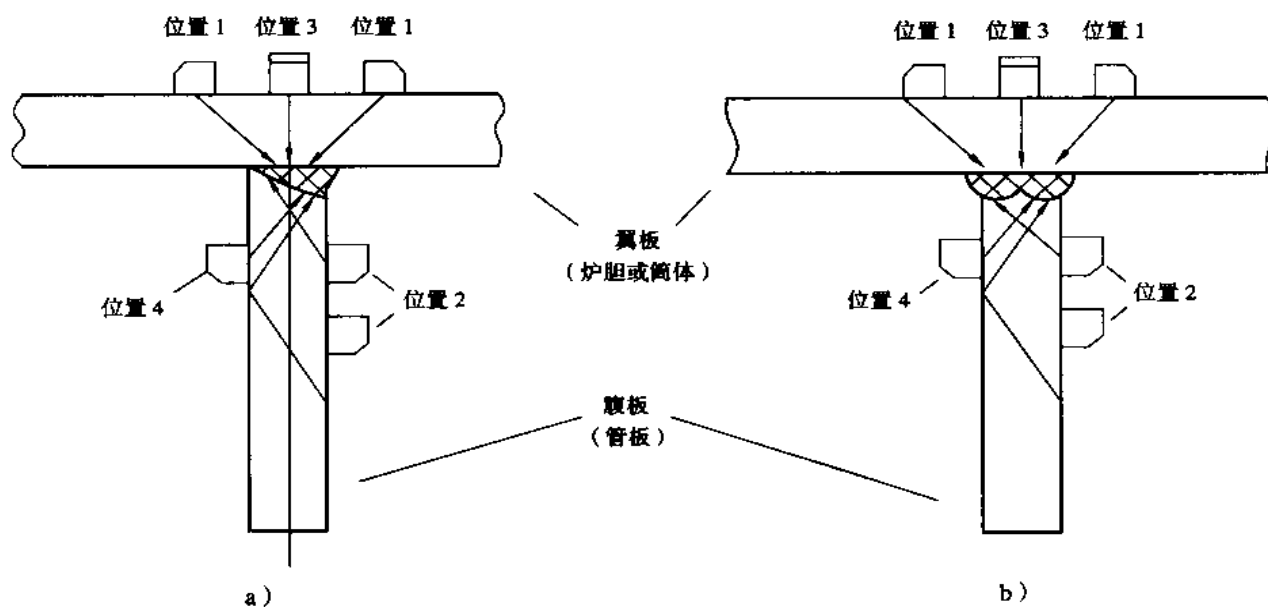 位置 1 位置 3 位置 1
位置1 位置 3 位置 1
翼板
（炉胆或筒体）
位置 4
位置 2
位置 4
位置 2
腹板
（管板）
a）
b）